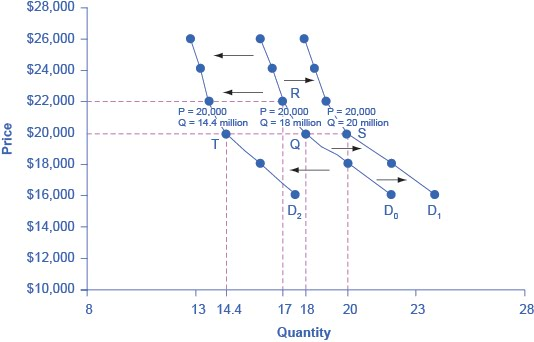 $28,000
$26,000
$24,000
$22,000
$20,000
$18,000
$16,000
$14,000
$12,000
$10,000
Price
R
P = 20,000
Q = 14.4 million
P = 20,000
Q = 18 million
P = 20,000
Q = 20 million
T
Q
S
D2
D0
D1
8
13
14.4
17
18
20
23
28
Quantity